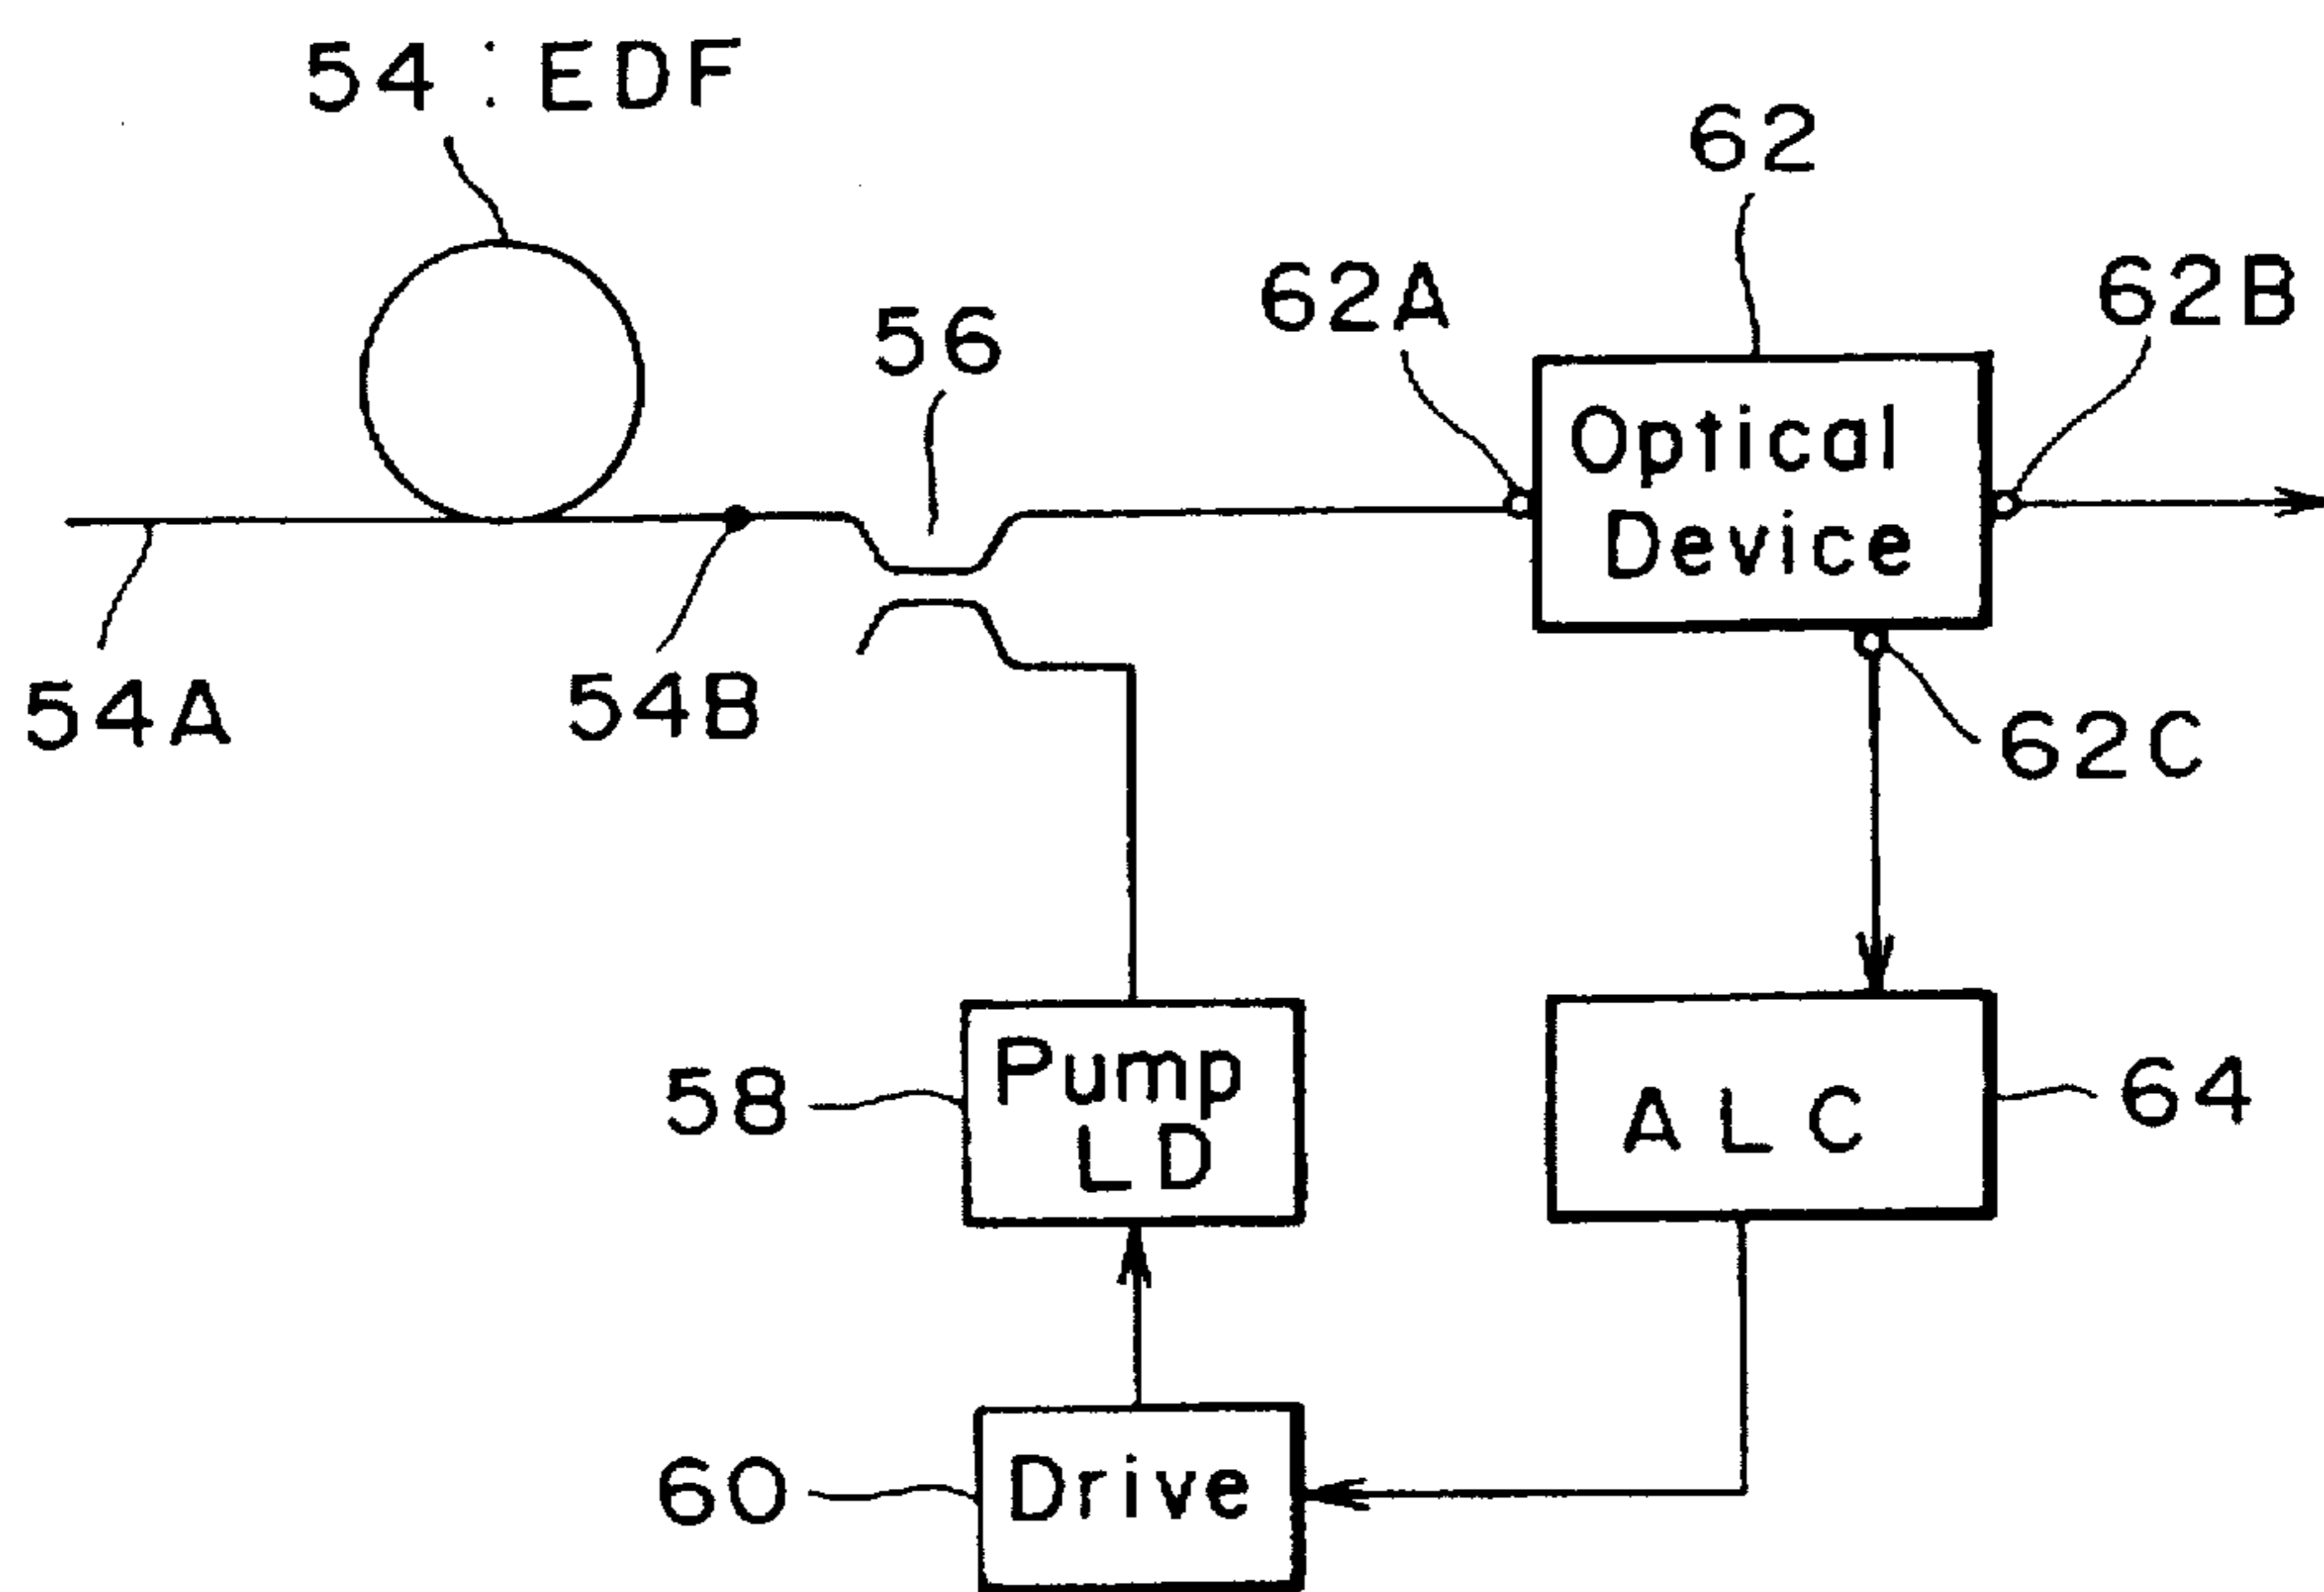 54 : EDF
62
62A
62B
56
Optical
Device
54A
54B
62C
Pump
LD
58
ALC
64
60
Drive